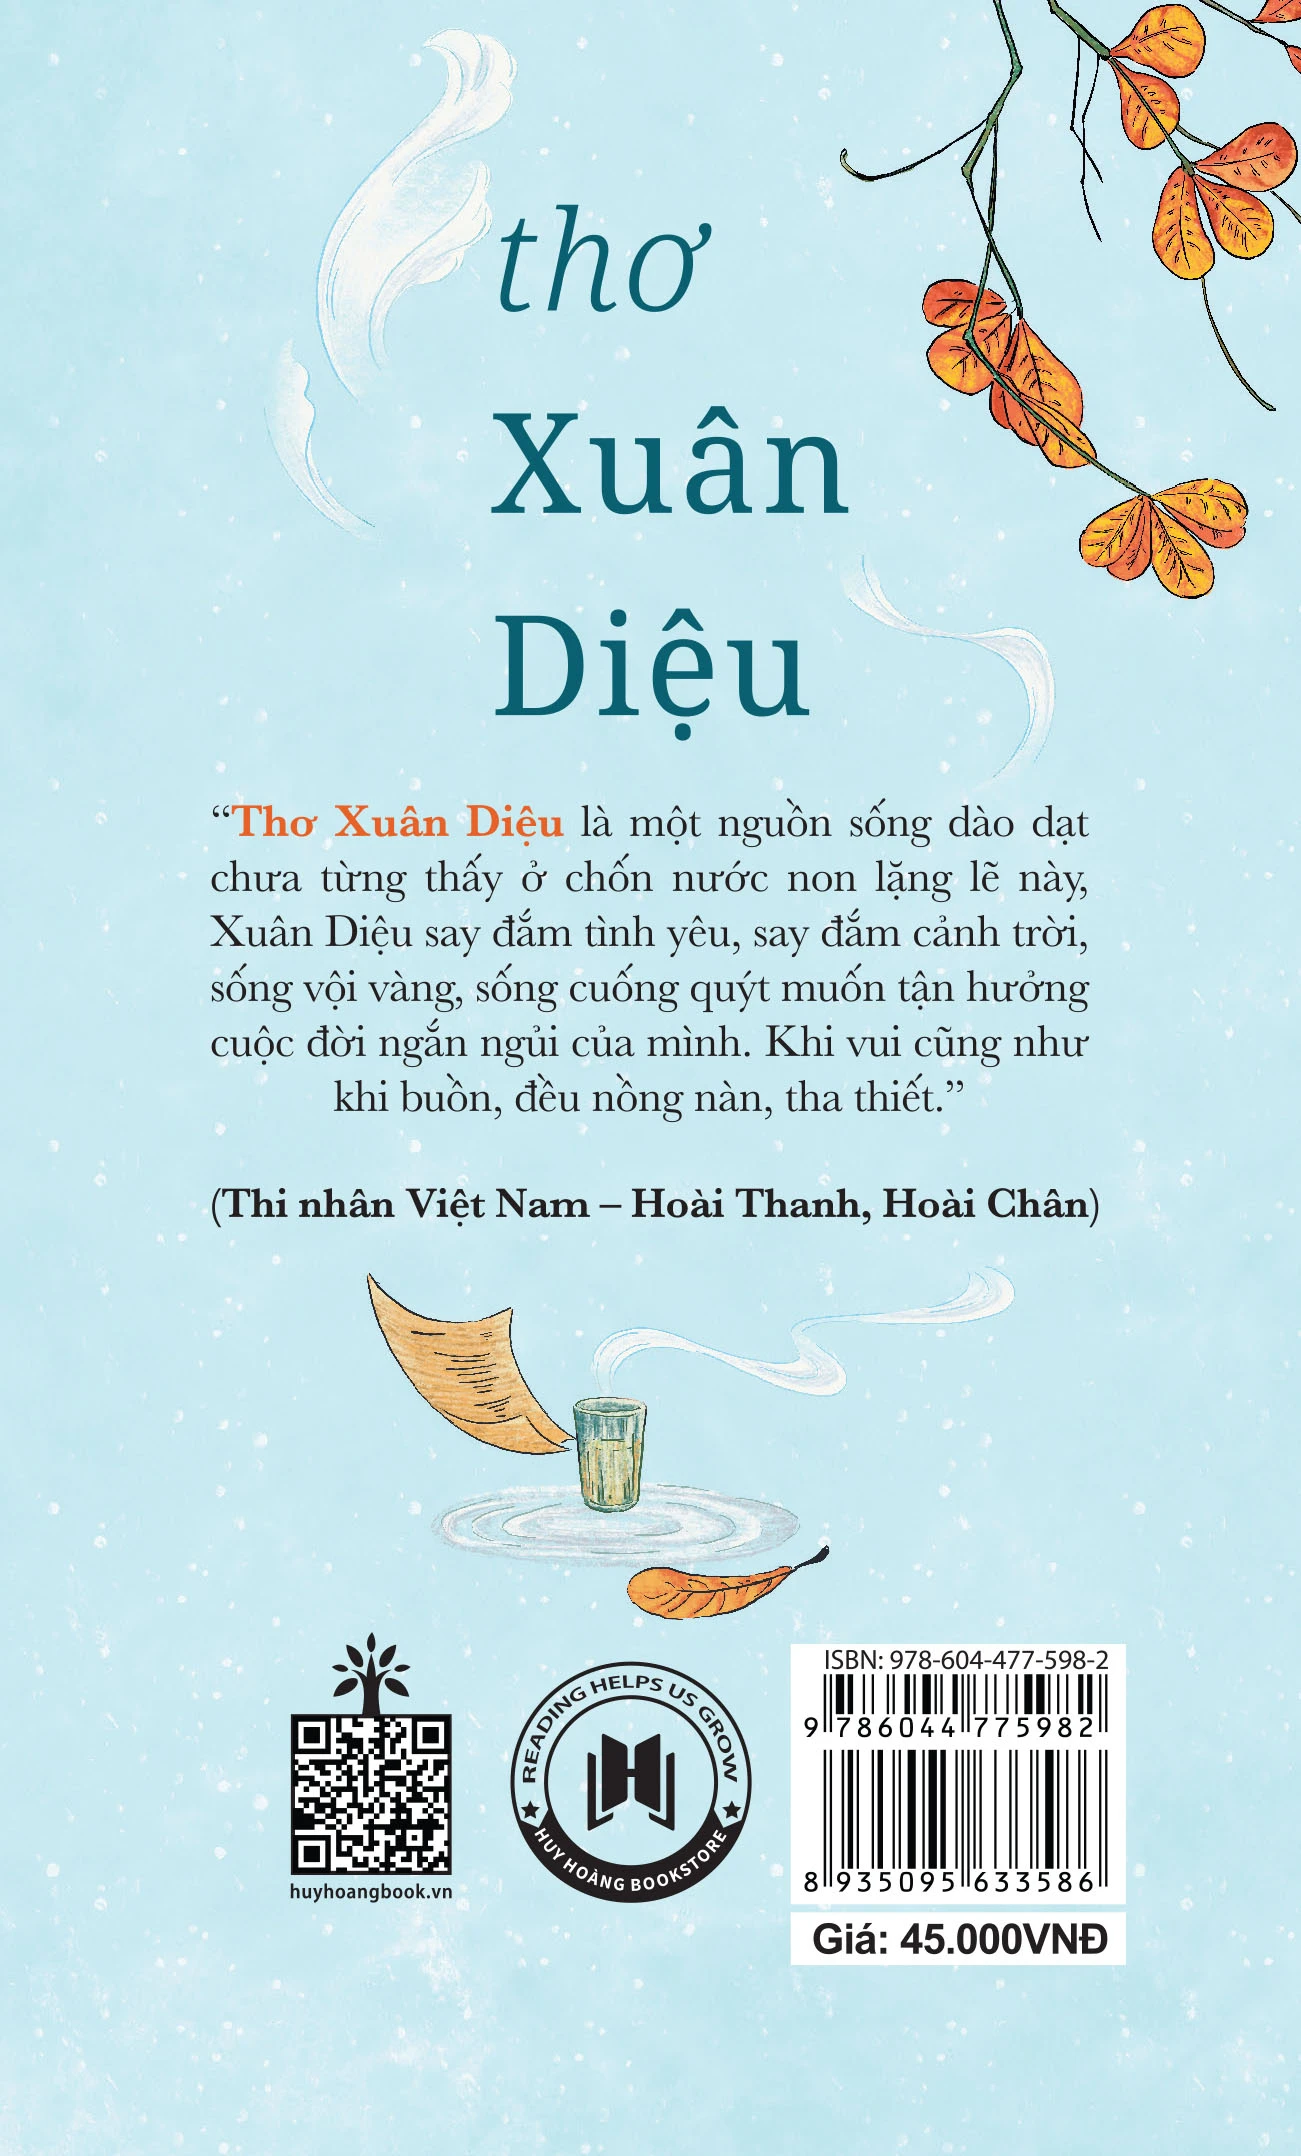 thơ
Xuân
Diệu
“Thơ Xuân Diệu là một nguồn sống dào dạt
chưa từng thấy ở chốn nước non lặng lẽ này,
Xuân Diệu say đắm tình yêu, say đắm cảnh trời,
sống vội vàng, sống cuống quýt muốn tận hưởng
cuộc đời ngắn ngủi của mình. Khi vui cũng như
khi buồn, đều nồng nàn, tha thiết.”
(Thi nhân Việt Nam – Hoài Thanh, Hoài Chân)
huyhoangbook.vn
READING HELPS US GROW
HUY HOÀNG BOOKSTORE
ISBN: 978-604-477-598-2
9 786044 775982
8 935095 633586
Giá: 45.000VNĐ